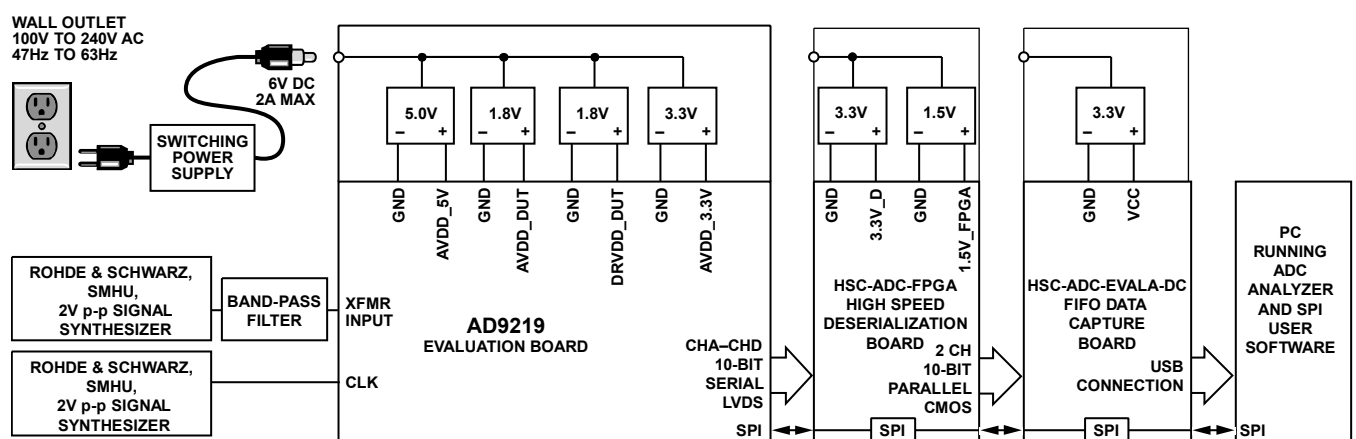 WALL OUTLET
100V TO 240V AC
47Hz TO 63Hz
6V DC
2A MAX
SWITCHING
POWER
SUPPLY
5.0V
– +
1.8V
– +
1.8V
– +
3.3V
– +
3.3V
– +
1.5V
– +
3.3V
– +
GND
AVDD_5V
GND
AVDD_DUT
GND
DRVDD_DUT
GND
AVDD_3.3V
GND
3.3V_D
GND
1.5V_FPGA
GND
VCC
ROHDE & SCHWARZ,
SMHU,
2V p-p SIGNAL
SYNTHESIZER
BAND-PASS
FILTER
XFMR
INPUT
ROHDE & SCHWARZ,
SMHU,
2V p-p SIGNAL
SYNTHESIZER
CLK
AD9219
EVALUATION BOARD
CHA–CHD
10-BIT
SERIAL
LVDS
SPI
HSC-ADC-FPGA
HIGH SPEED
DESERIALIZATION
BOARD
2 CH
10-BIT
PARALLEL
CMOS
SPI
HSC-ADC-EVALA-DC
FIFO DATA
CAPTURE
BOARD
USB
CONNECTION
SPI
PC
RUNNING
ADC
ANALYZER
AND SPI
USER
SOFTWARE
SPI